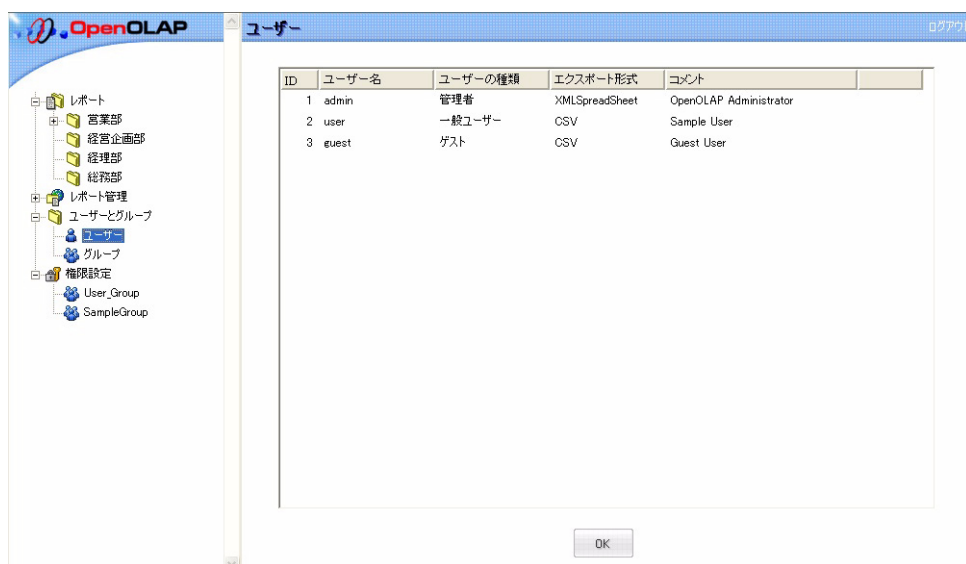 OpenOLAP
ユーザー
ログアウト
レポート
営業部
経営企画部
経理部
総務部
レポート管理
ユーザーとグループ
ユーザー
グループ
権限設定
User_Group
SampleGroup
ID ユーザー名 ユーザーの種類 エクスポート形式 コメント
1 admin 管理者 XMLSpreadSheet OpenOLAP Administrator
2 user 一般ユーザー CSV Sample User
3 guest ゲスト CSV Guest User
OK